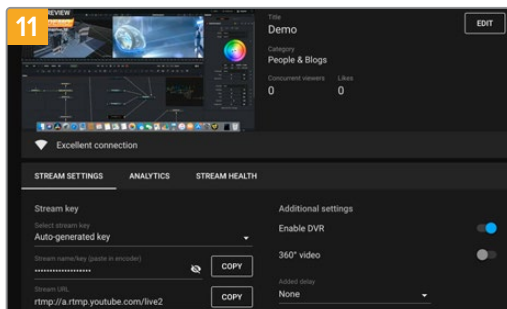 11
REVIEW
Title
Demo
EDIT
Category
People & Blogs
Concurrent viewers
Likes
0
0
Excellent connection
STREAM SETTINGS
ANALYTICS
STREAM HEALTH
Stream key
Additional settings
Select stream key
Auto-generated key
Enable DVR
360° video
Stream name/key (paste in encoder)
COPY
Stream URL
rtmp://a.rtmp.youtube.com/live2
COPY
Added delay
None